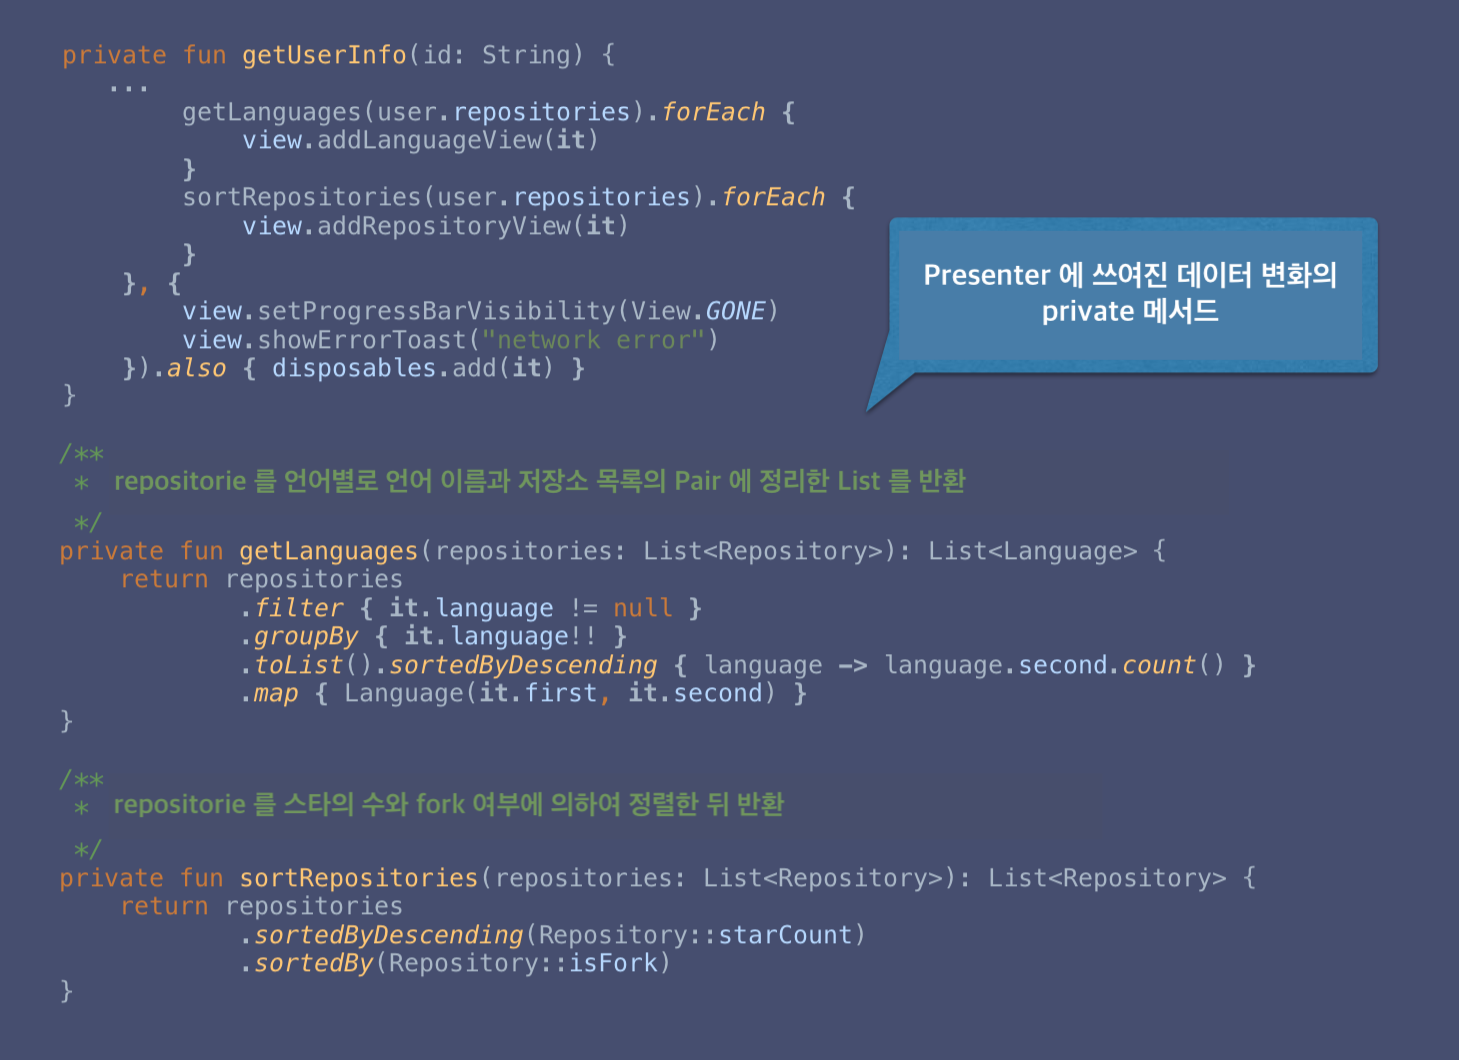 private fun getUserInfo(id: String) {
...
getLanguages(user.repositories).forEach {
view.addLanguageView(it)
}
sortRepositories(user.repositories).forEach {
view.addRepositoryView(it)
}
}, {
view.setProgressBarVisibility(View.GONE)
view.showErrorToast("network error")
}).also { disposables.add(it) }
}
Presenter 에 쓰여진 데이터 변화의
private 메서드
/**
* repositorie 를 언어별로 언어 이름과 저장소 목록의 Pair 에 정리한 List 를 반환
*/
private fun getLanguages(repositories: List<Repository>): List<Language> {
return repositories
.filter { it.language != null }
.groupBy { it.language!! }
.toList().sortedByDescending { language -> language.second.count() }
.map { Language(it.first, it.second) }
}
/**
* repositorie 를 스타의 수와 fork 여부에 의하여 정렬한 뒤 반환
*/
private fun sortRepositories(repositories: List<Repository>): List<Repository> {
return repositories
.sortedByDescending(Repository::starCount)
.sortedBy(Repository::isFork)
}